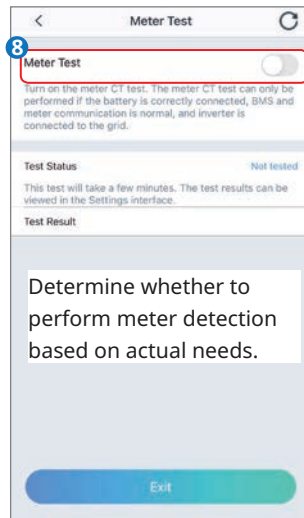 Meter Test
8
Meter Test
Turn on the meter CT test. The meter CT test can only be
performed if the battery is correctly connected, BMS and
meter communication is normal, and inverter is
connected to the grid.
Test Status Not tested
This test will take a few minutes. The test results can be
viewed in the Settings interface.
Test Result
Determine whether to
perform meter detection
based on actual needs.
Exit